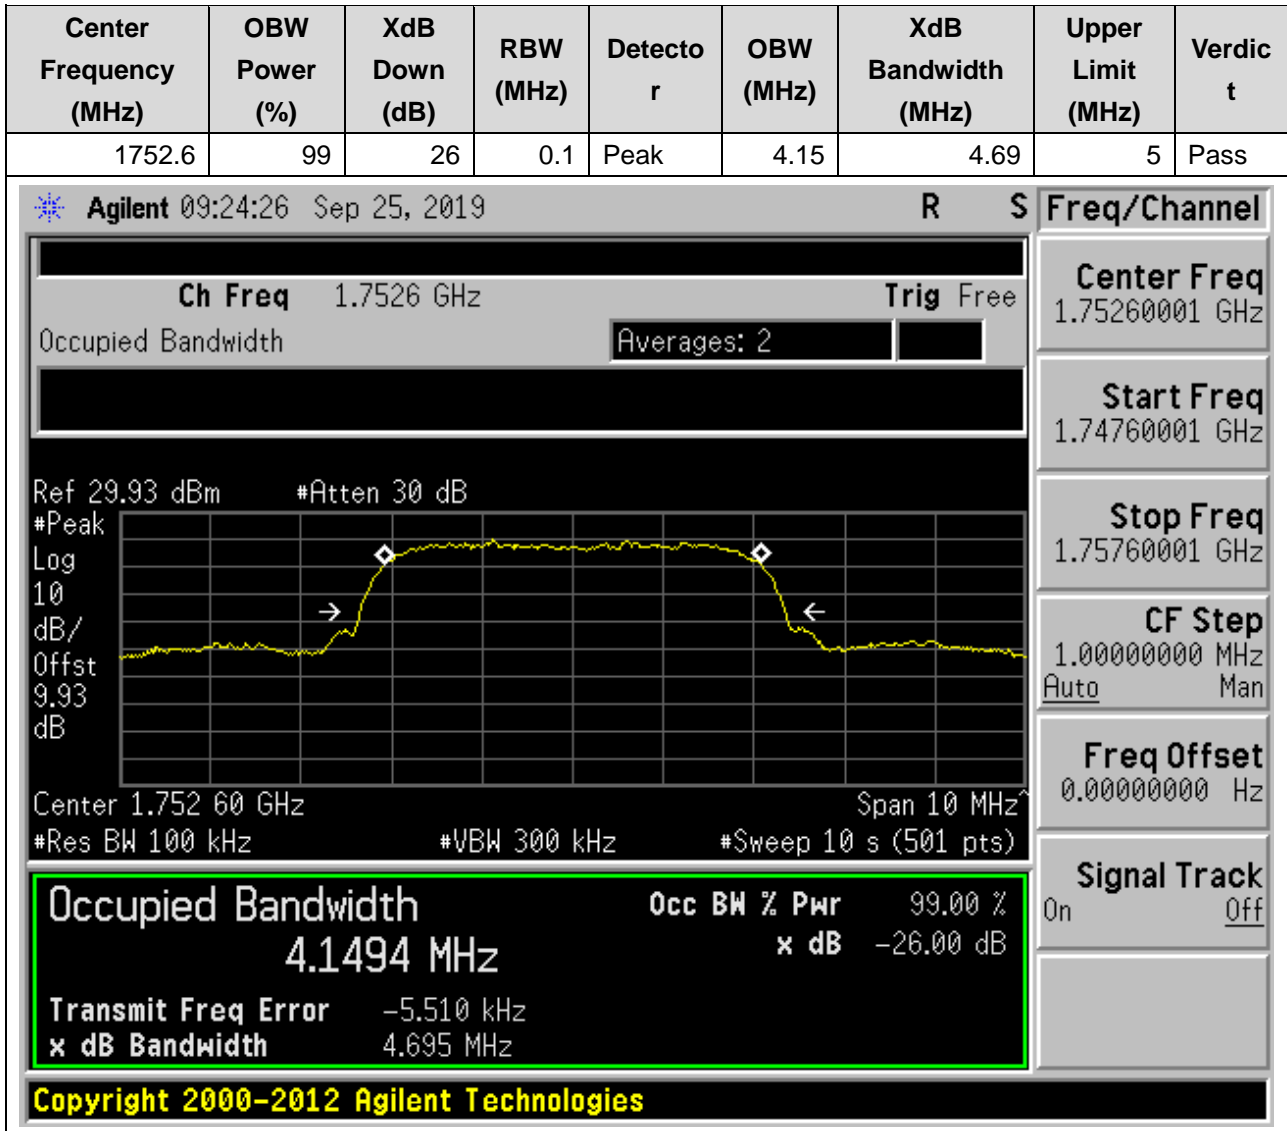 Center Frequency (MHz) OBW Power (%) XdB Down (dB) RBW (MHz) Detecto r OBW (MHz) XdB Bandwidth (MHz) Upper Limit (MHz) Verdic t
1752.6 99 26 0.1 Peak 4.15 4.69 5 Pass
Agilent 09:24:26 Sep 25, 2019 R S
Freq/Channel
Ch Freq 1.7526 GHz Trig Free
Occupied Bandwidth Averages: 2
Center Freq
1.75260001 GHz
Start Freq
1.74760001 GHz
Stop Freq
1.75760001 GHz
CF Step
1.00000000 MHz
Auto Man
Freq Offset
0.00000000 Hz
Signal Track
On Off
Ref 29.93 dBm #Atten 30 dB
#Peak
Log
10
dB/
Offst
9.93
dB
Center 1.752 60 GHz Span 10 MHz^
#Res BW 100 kHz #VBW 300 kHz #Sweep 10 s (501 pts)
Occupied Bandwidth Occ BW % Pwr 99.00 %
4.1494 MHz x dB -26.00 dB
Transmit Freq Error -5.510 kHz
x dB Bandwidth 4.695 MHz
Copyright 2000-2012 Agilent Technologies